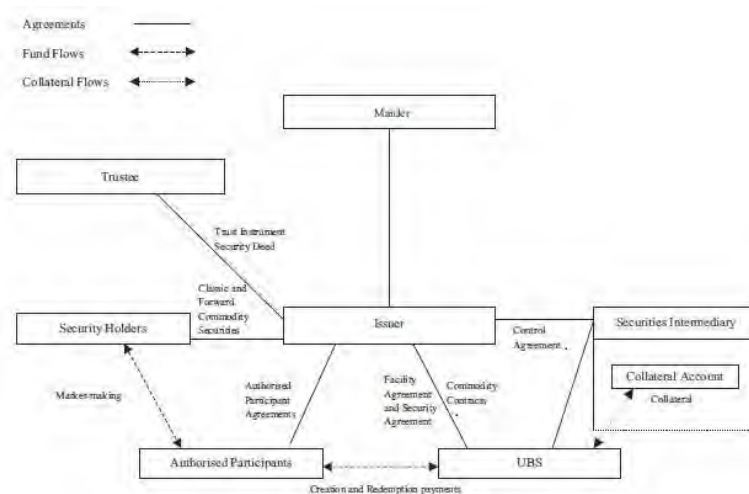 Agreements
Fund Flows
Collateral Flows
Trustee
Trust Instrument
Security Deed
Classic and
Forward
Commodity
Securities
Security Holders
Issuer
Control
Agreement
Securities Intermediary
Collateral Account
Collateral
Market-making
Authorised
Participant
Agreements
Facility
Agreement
and Security
Agreement
Commodity
Contracts
Authorised Participants
UBS
Creation and Redemption payments